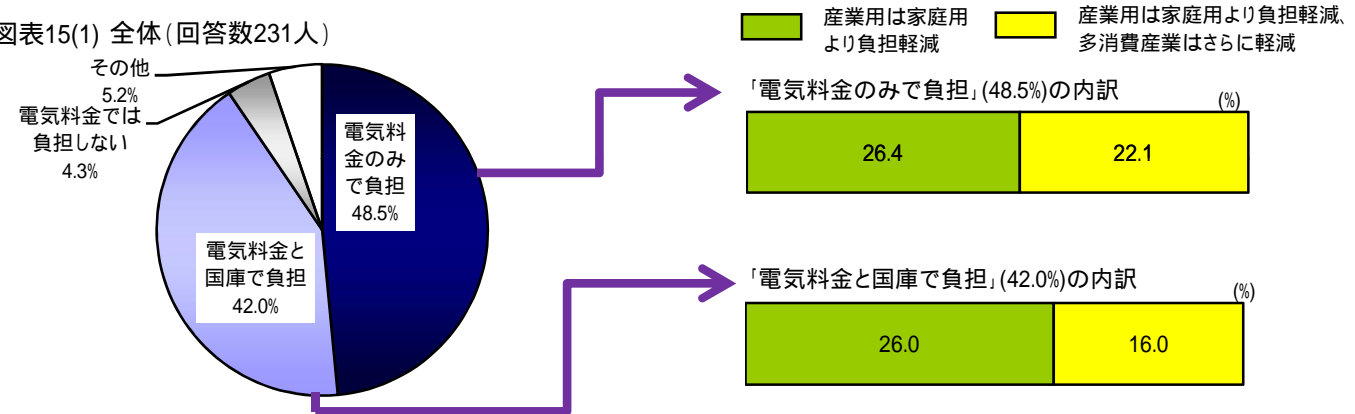 図表15(1) 全体(回答数231人)
その他
5.2%
電気料金では
負担しない
4.3%
電気料
金のみ
で負担
48.5%
電気料金と
国庫で負担
42.0%
産業用は家庭用
より負担軽減
産業用は家庭用より負担軽減、
多消費産業はさらに軽減
「電気料金のみで負担」(48.5%)の内訳
(%)
26.4
22.1
「電気料金と国庫で負担」(42.0%)の内訳
(%)
26.0
16.0